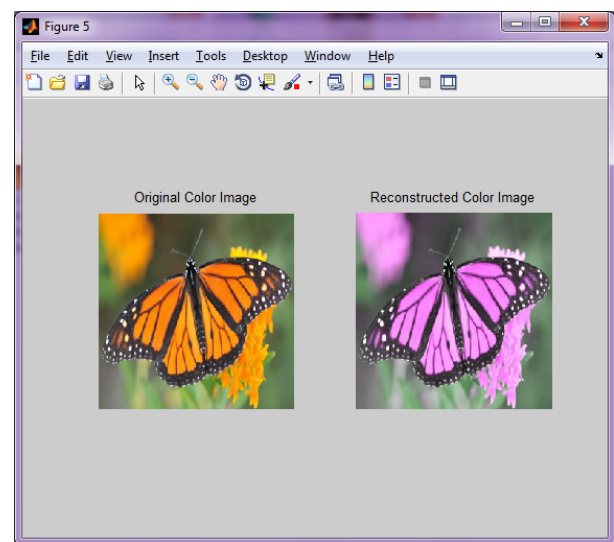 Figure 5
File Edit View Insert Tools Desktop Window Help
Original Color Image Reconstructed Color Image